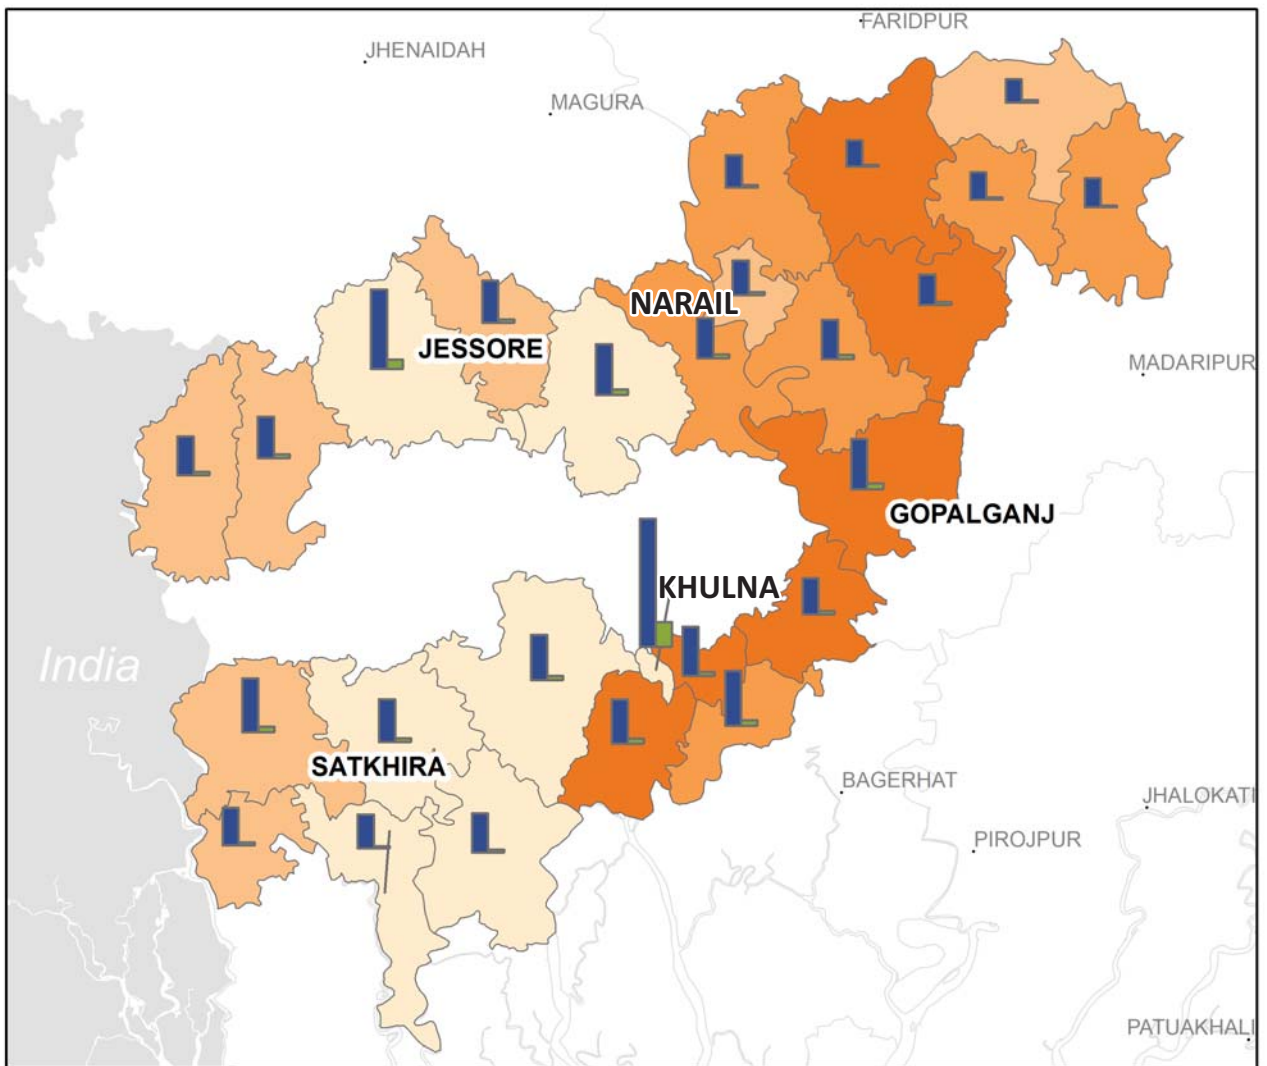 FARIDPUR
JHENAIDAH
MAGURA
NARAIL
JESSORE
MADARIPUR
GOPALGANJ
KHULNA
India
SATKHIRA
BAGERHAT
JHALOKATI
PIROJPUR
PATUAKHALI